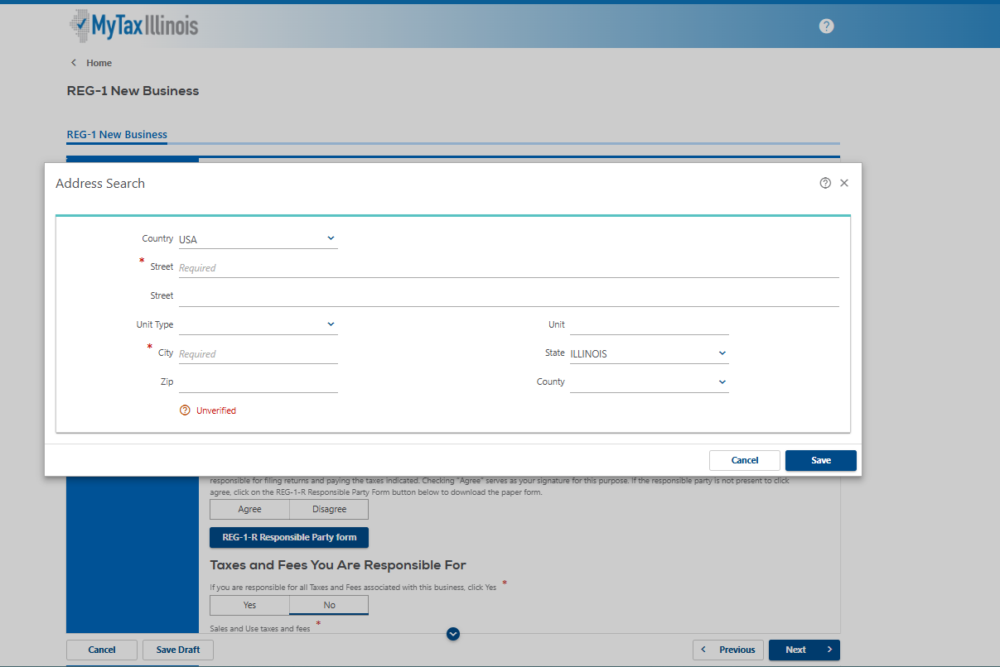 MyTax Illinois
Home
REG-1 New Business
REG-1 New Business
Address Search
Country USA
* Street Required
Street
Unit Type Unit
* City Required State ILLINOIS
Zip County
Unverified
Cancel Save
responsible for filing returns and paying the taxes indicated. Checking "Agree" serves as your signature for this purpose. If the responsible party is not present to click
agree, click on the REG-1-R Responsible Party Form button below to download the paper form.
Agree Disagree
REG-1-R Responsible Party form
Taxes and Fees You Are Responsible For
If you are responsible for all Taxes and Fees associated with this business, click Yes *
Yes No
Sales and Use taxes and fees *
Cancel Save Draft Previous Next